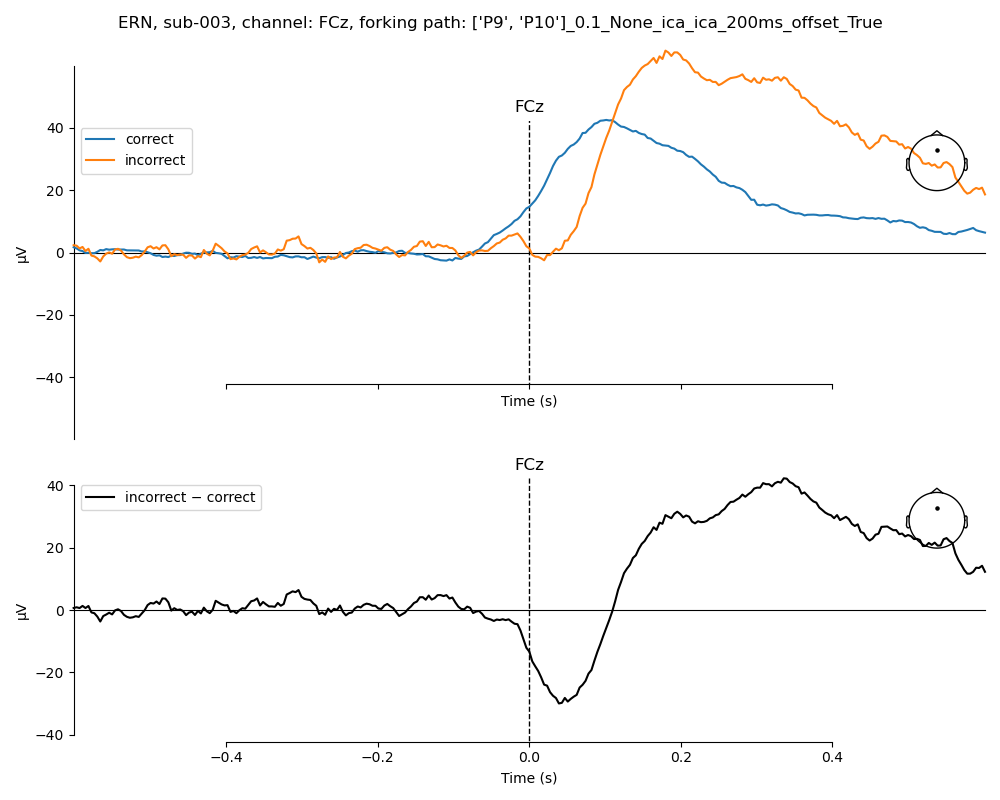 ERN, sub-003, channel: FCz, forking path: ['P9', 'P10']_0.1_None_ica_ica_200ms_offset_True
FCz
correct
incorrect
40
20
0
−20
−40
µV
Time (s)
FCz
incorrect − correct
40
20
0
−20
−40
µV
−0.4 −0.2 0.0 0.2 0.4
Time (s)